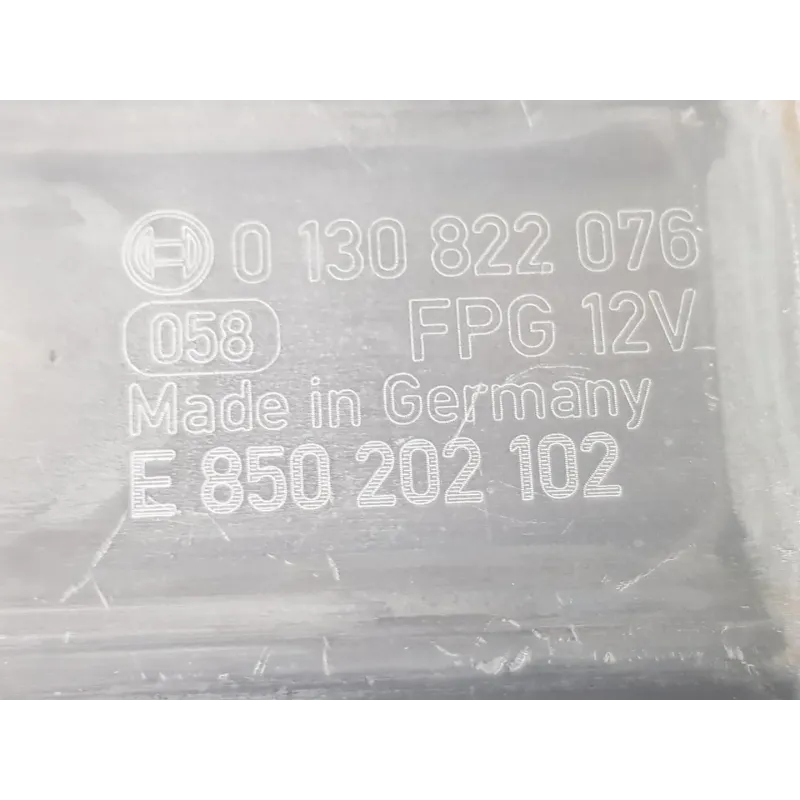 0 130 822 076
058 FPG 12V
Made in Germany
E 850 202 102